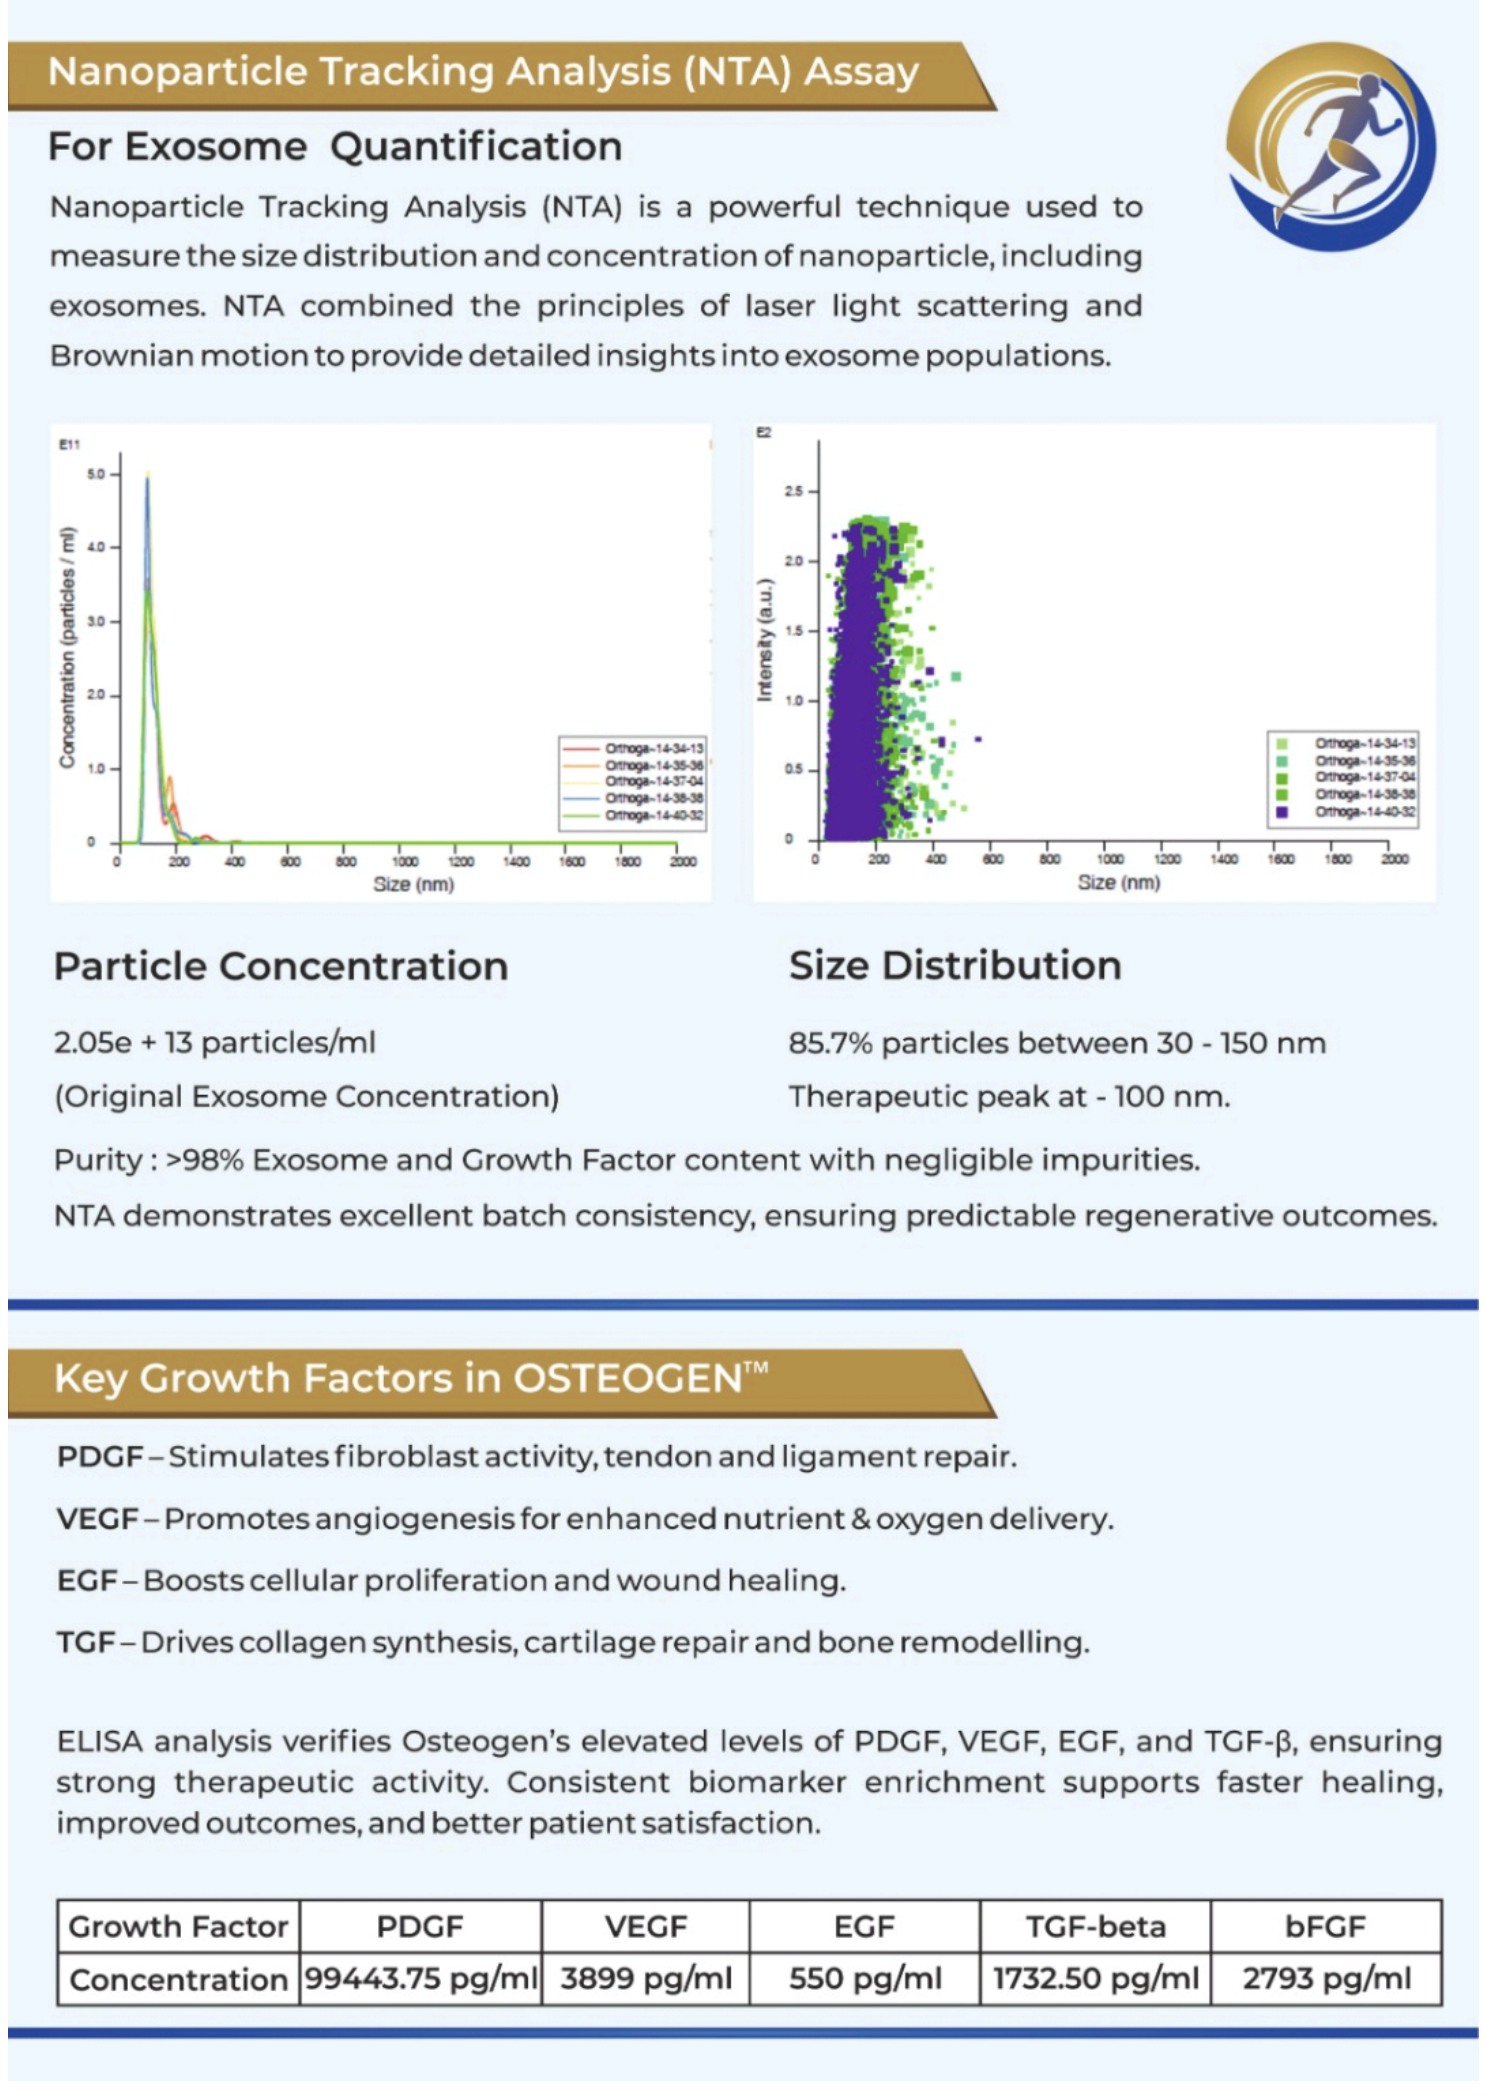 Nanoparticle Tracking Analysis (NTA) Assay
For Exosome Quantification
Nanoparticle Tracking Analysis (NTA) is a powerful technique used to
measure the size distribution and concentration of nanoparticle, including
exosomes. NTA combined the principles of laser light scattering and
Brownian motion to provide detailed insights into exosome populations.
E11
Concentration (particles / ml)
5.0
4.0
3.0
2.0
1.0
0
0 200 400 600 800 1000 1200 1400 1600 1800 2000
Size (nm)
Orthoga~14-34-13
Orthoga~14-35-36
Orthoga~14-37-04
Orthoga~14-38-38
Orthoga~14-40-32
E2
Intensity (a.u.)
2.5
2.0
1.5
1.0
0.5
0
0 200 400 600 800 1000 1200 1400 1600 1800 2000
Size (nm)
Orthoga~14-34-13
Orthoga~14-35-36
Orthoga~14-37-04
Orthoga~14-38-38
Orthoga~14-40-32
Particle Concentration
2.05e + 13 particles/ml
(Original Exosome Concentration)
Size Distribution
85.7% particles between 30 - 150 nm
Therapeutic peak at - 100 nm.
Purity : >98% Exosome and Growth Factor content with negligible impurities.
NTA demonstrates excellent batch consistency, ensuring predictable regenerative outcomes.
Key Growth Factors in OSTEOGEN™
PDGF – Stimulates fibroblast activity, tendon and ligament repair.
VEGF – Promotes angiogenesis for enhanced nutrient & oxygen delivery.
EGF – Boosts cellular proliferation and wound healing.
TGF – Drives collagen synthesis, cartilage repair and bone remodelling.
ELISA analysis verifies Osteogen's elevated levels of PDGF, VEGF, EGF, and TGF-β, ensuring
strong therapeutic activity. Consistent biomarker enrichment supports faster healing,
improved outcomes, and better patient satisfaction.
Growth Factor PDGF VEGF EGF TGF-beta bFGF
Concentration 99443.75 pg/ml 3899 pg/ml 550 pg/ml 1732.50 pg/ml 2793 pg/ml